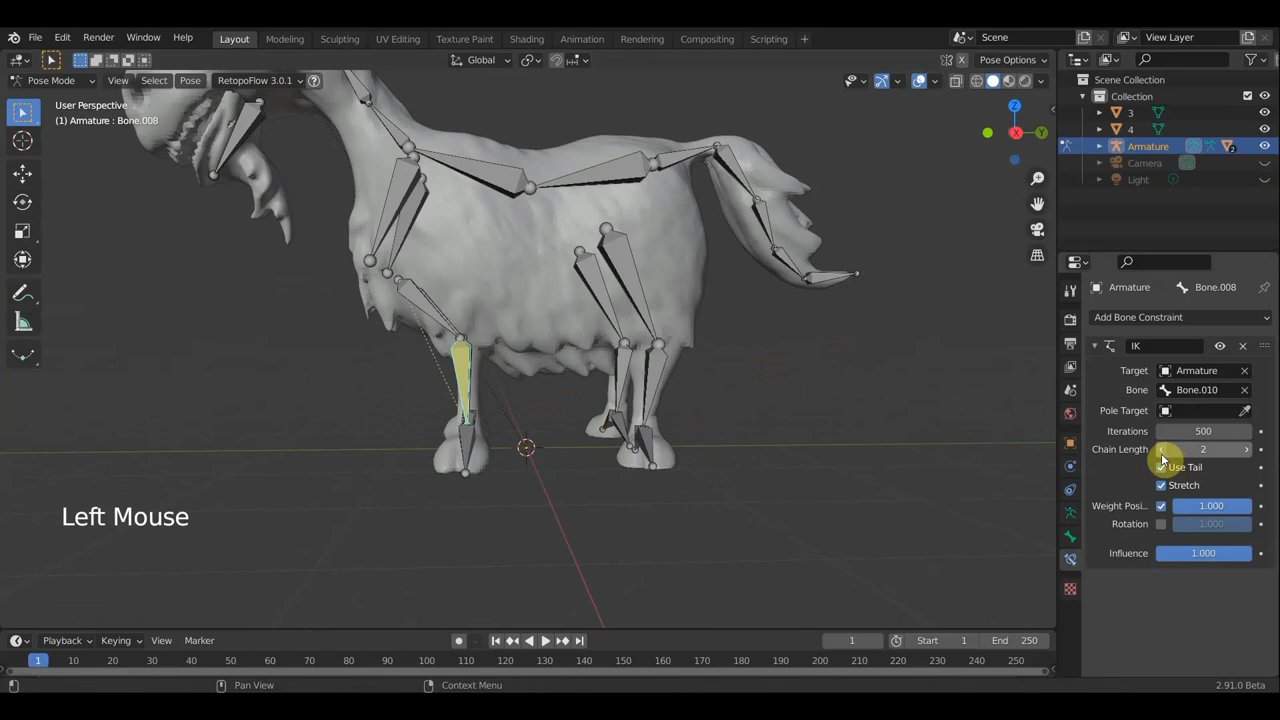 File Edit Render Window Help
Layout Modeling Sculpting UV Editing Texture Paint Shading Animation Rendering Compositing Scripting +
Scene
View Layer
Global
Pose Options
Pose Mode View Select Pose RetopoFlow 3.0.1
User Perspective
(1) Armature : Bone.008
Z
X
Y
Scene Collection
Collection
3
4
Armature
2
Camera
Light
Armature Bone.008
Add Bone Constraint
IK
Target Armature
Bone Bone.010
Pole Target
Iterations 500
Chain Length 2
Use Tail
Stretch
Weight Posi... 1.000
Rotation 1.000
Influence 1.000
Left Mouse
Playback Keying View Marker
1 Start 1 End 250
1 10 20 30 40 50 60 70 80 90 100 110 120 130 140 150 160 170 180 190 200 210 220 230 240 250
Pan View
Context Menu
2.91.0 Beta